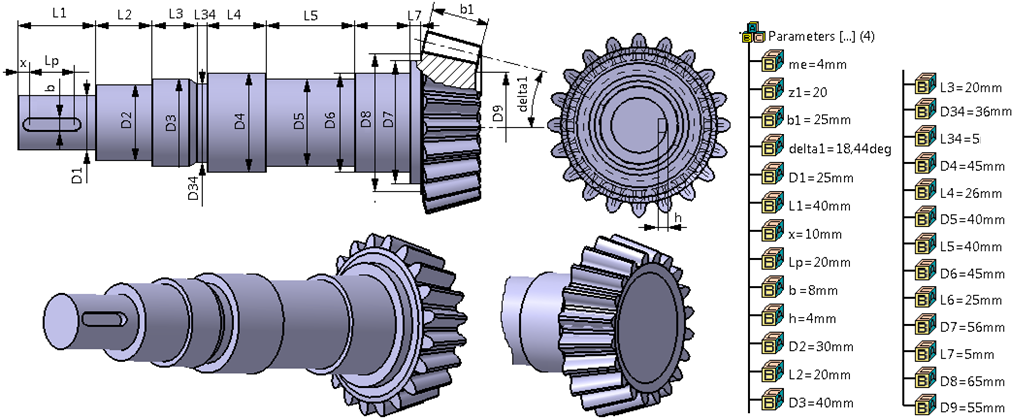 L1
L2
L3
L34
L4
L5
L7
b1
x
Lp
b
D1
D2
D3
D34
D4
D5
D6
D8
D7
D9
delta1
h
Parameters [...] (4)
me=4mm
z1=20
b1=25mm
delta1=18,44deg
D1=25mm
L1=40mm
x=10mm
Lp=20mm
b=8mm
h=4mm
D2=30mm
L2=20mm
D3=40mm
L3=20mm
D34=36mm
L34=5
D4=45mm
L4=26mm
D5=40mm
L5=40mm
D6=45mm
L6=25mm
D7=56mm
L7=5mm
D8=65mm
D9=55mm